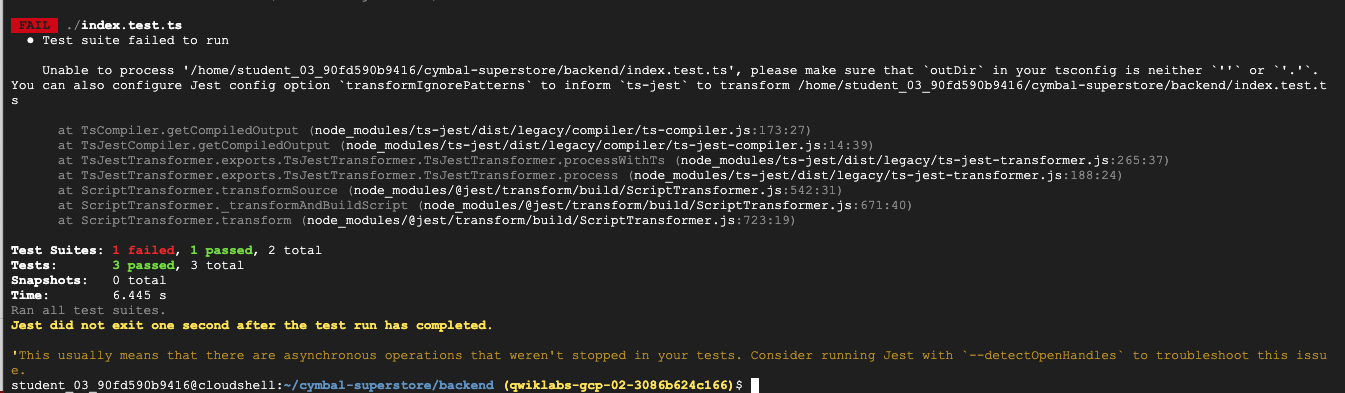 FAIL ./index.test.ts
● Test suite failed to run
Unable to process '/home/student_03_90fd590b9416/cymbal-superstore/backend/index.test.ts', please make sure that `outDir` in your tsconfig is neither `''` or `'.'`.
You can also configure Jest config option `transformIgnorePatterns` to inform `ts-jest` to transform /home/student_03_90fd590b9416/cymbal-superstore/backend/index.test.t
s
at TsCompiler.getCompiledOutput (node_modules/ts-jest/dist/legacy/compiler/ts-compiler.js:173:27)
at TsJestCompiler.getCompiledOutput (node_modules/ts-jest/dist/legacy/compiler/ts-jest-compiler.js:14:39)
at TsJestTransformer.exports.TsJestTransformer.TsJestTransformer.processWithTs (node_modules/ts-jest/dist/legacy/ts-jest-transformer.js:265:37)
at TsJestTransformer.exports.TsJestTransformer.TsJestTransformer.process (node_modules/ts-jest/dist/legacy/ts-jest-transformer.js:188:24)
at ScriptTransformer.transformSource (node_modules/@jest/transform/build/ScriptTransformer.js:542:31)
at ScriptTransformer._transformAndBuildScript (node_modules/@jest/transform/build/ScriptTransformer.js:671:40)
at ScriptTransformer.transform (node_modules/@jest/transform/build/ScriptTransformer.js:723:19)
Test Suites: 1 failed, 1 passed, 2 total
Tests: 3 passed, 3 total
Snapshots: 0 total
Time: 6.445 s
Ran all test suites.
Jest did not exit one second after the test run has completed.
'This usually means that there are asynchronous operations that weren't stopped in your tests. Consider running Jest with `--detectOpenHandles` to troubleshoot this issu
e.
student_03_90fd590b9416@cloudshell:~/cymbal-superstore/backend (qwiklabs-gcp-02-3086b624c166)$